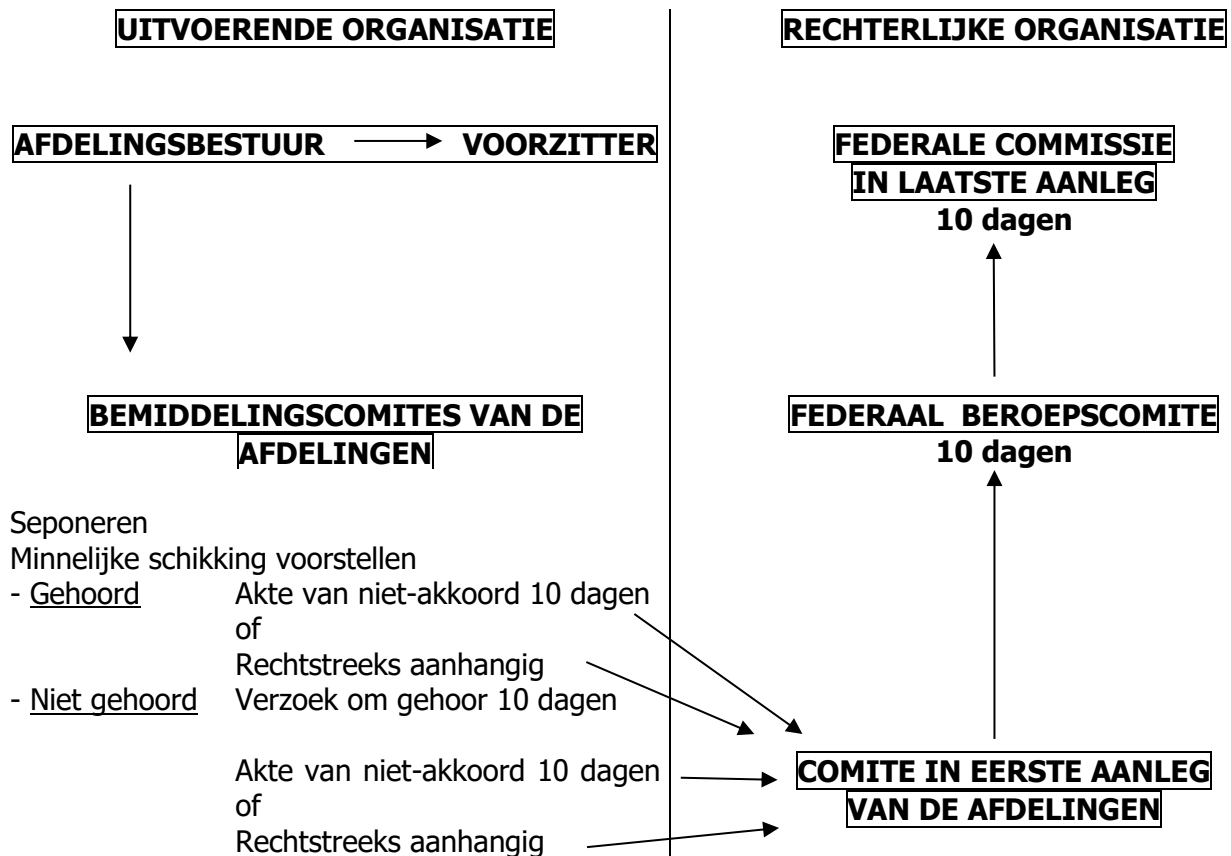 UITVOERENDE ORGANISATIE
AFDELINGSBESTUUR VOORZITTER
BEMIDDELINGSCOMITES VAN DE
AFDELINGEN
Seponeren
Minnelijke schikking voorstellen
- Gehoord Akte van niet-akkoord 10 dagen
of
Rechtstreeks aanhangig
- Niet gehoord Verzoek om gehoor 10 dagen
Akte van niet-akkoord 10 dagen
of
Rechtstreeks aanhangig
RECHTERLIJKE ORGANISATIE
FEDERALE COMMISSIE
IN LAATSTE AANLEG
10 dagen
FEDERAAL BEROEPSCOMITE
10 dagen
COMITE IN EERSTE AANLEG
VAN DE AFDELINGEN